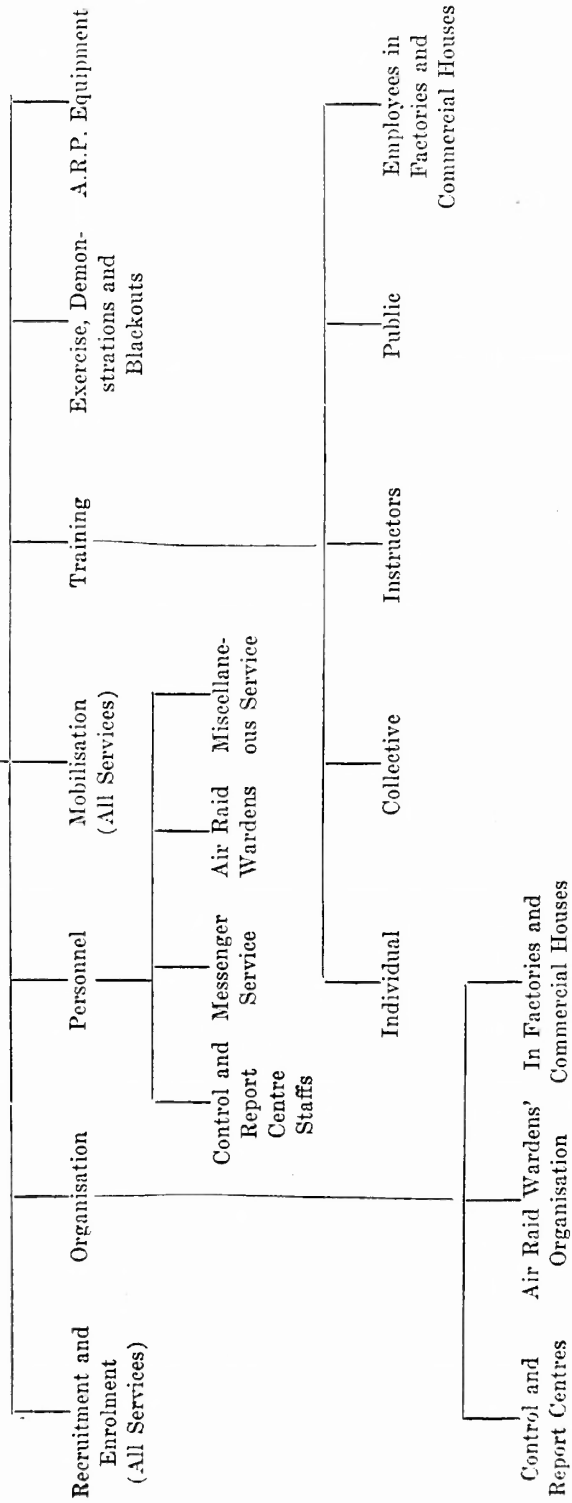 Recruitment and
Enrolment
(All Services)
Organisation
Personnel
Mobilisation
(All Services)
Training
Exercise, Demon-
strations and
Blackouts
A.R.P. Equipment
Control and
Report
Centre
Staffs
Messenger
Service
Air Raid
Wardens
Miscellane-
ous Service
Individual
Collective
Instructors
Public
Employees in
Factories and
Commercial Houses
Control and
Report Centres
Air Raid Wardens'
Organisation
In Factories and
Commercial Houses